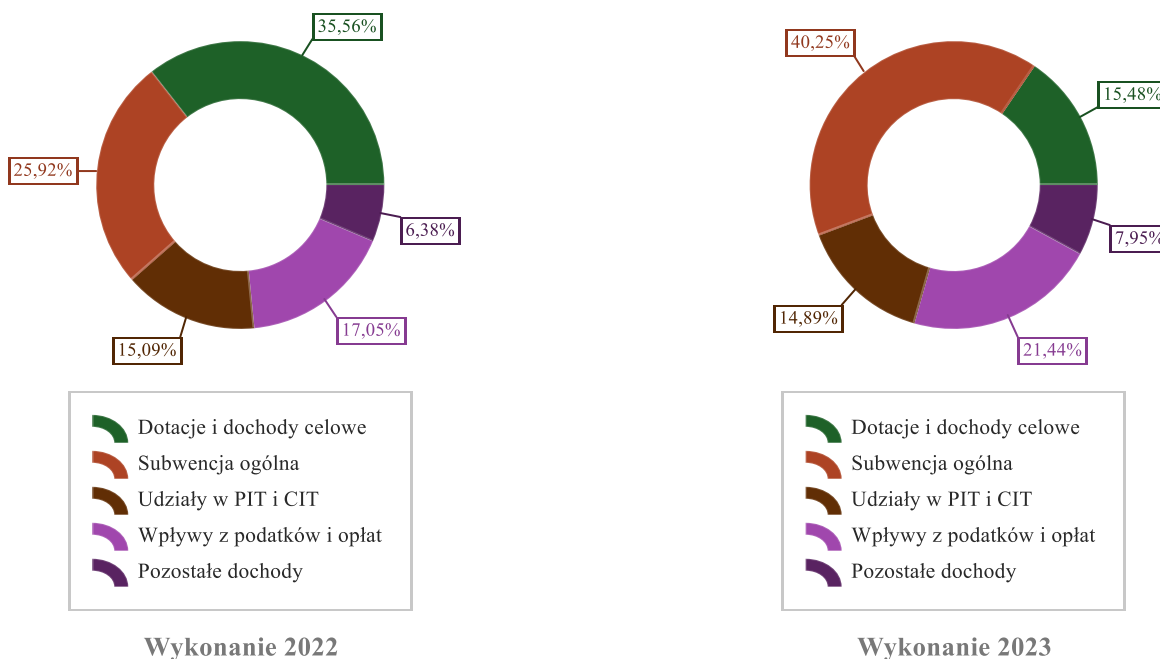 35,56%
25,92%
6,38%
17,05%
15,09%
Dotacje i dochody celowe
Subwencja ogólna
Udziały w PIT i CIT
Wpływy z podatków i opłat
Pozostałe dochody
Wykonanie 2022
40,25%
15,48%
7,95%
14,89%
21,44%
Dotacje i dochody celowe
Subwencja ogólna
Udziały w PIT i CIT
Wpływy z podatków i opłat
Pozostałe dochody
Wykonanie 2023